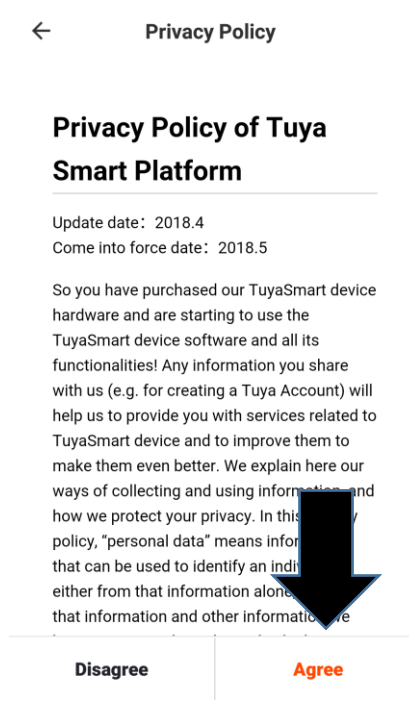 Privacy Policy
Privacy Policy of Tuya
Smart Platform
Update date：2018.4
Come into force date：2018.5
So you have purchased our TuyaSmart device
hardware and are starting to use the
TuyaSmart device software and all its
functionalities! Any information you share
with us (e.g. for creating a Tuya Account) will
help us to provide you with services related to
TuyaSmart device and to improve them to
make them even better. We explain here our
ways of collecting and using information and
how we protect your privacy. In this
policy, “personal data” means
that can be used to identify an
either from that information alone
that information and other information we
Disagree
Agree